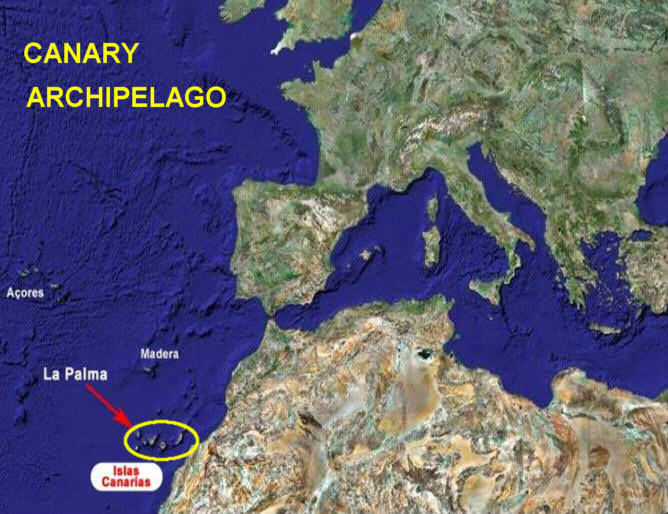 CANARY
ARCHIPELAGO
Açores
Madera
La Palma
Islas
Canarias